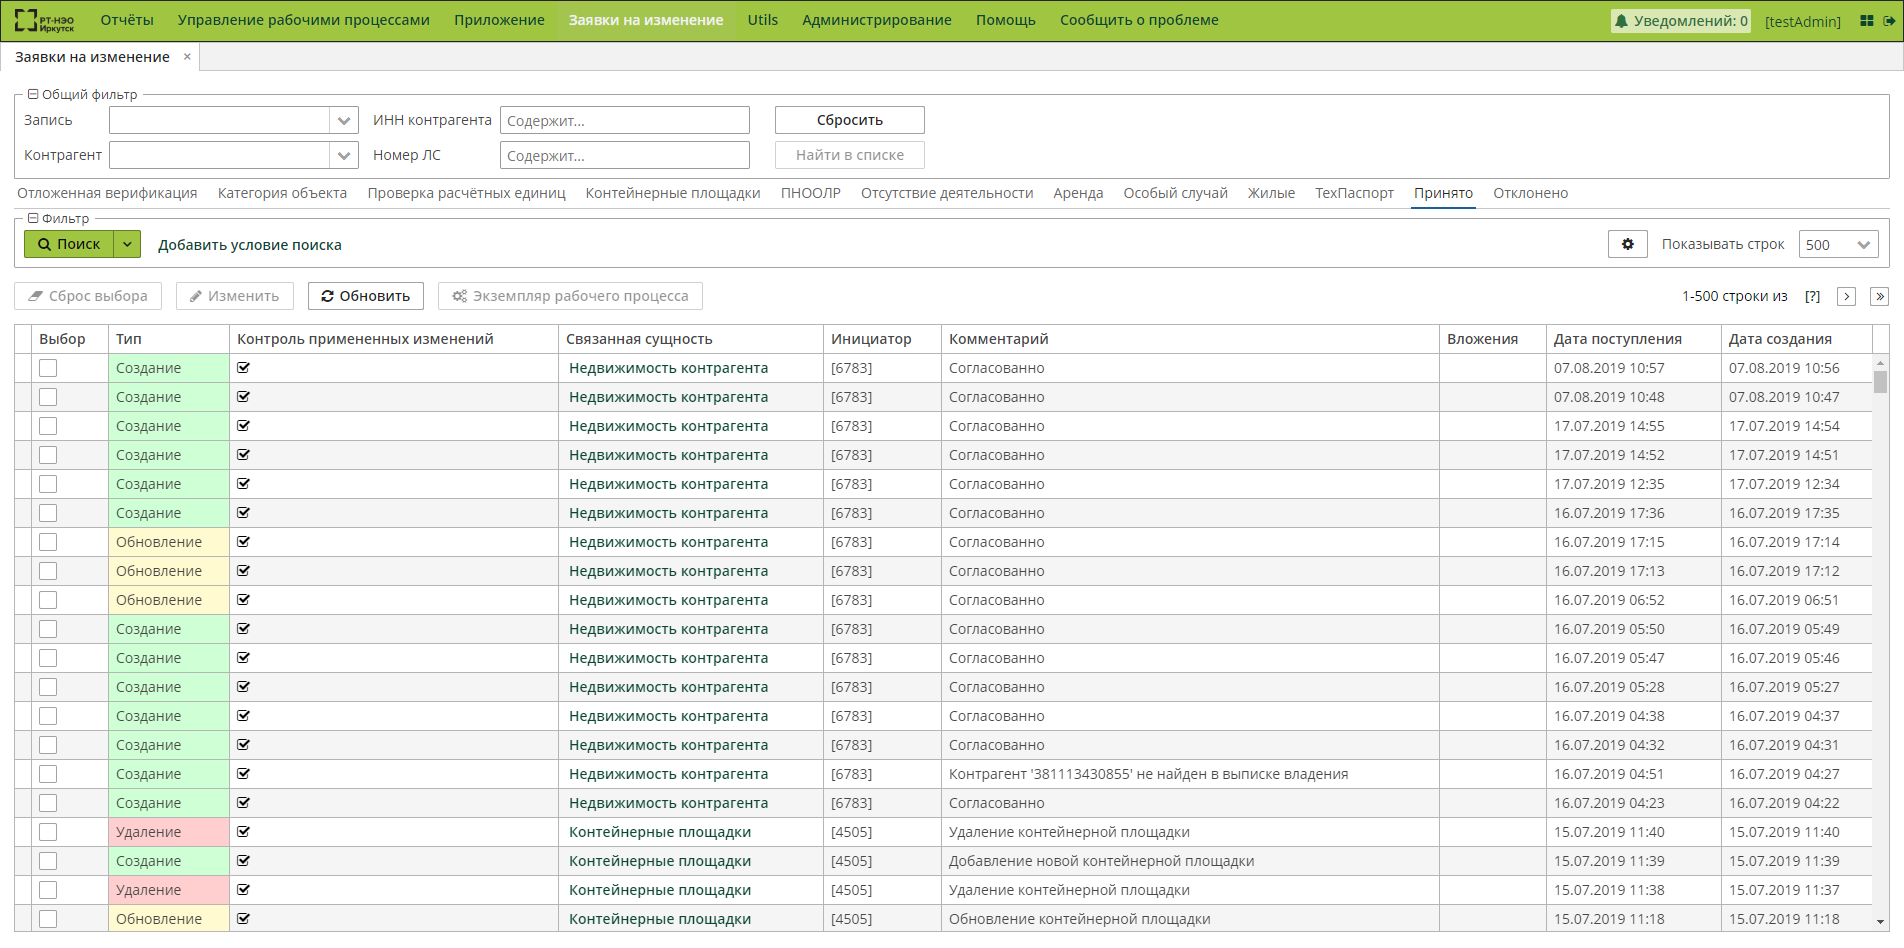 РТ-НЭО Иркутск Отчёты Управление рабочими процессами Приложение Заявки на изменение Utils Администрирование Помощь Сообщить о проблеме Уведомлений: 0 [testAdmin]
Заявки на изменение ×
Общий фильтр
Запись ИНН контрагента Содержит... Сбросить
Контрагент Номер ЛС Содержит... Найти в списке
Отложенная верификация Категория объекта Проверка расчётных единиц Контейнерные площадки ПНООЛР Отсутствие деятельности Аренда Особый случай Жилые ТехПаспорт Принято Отклонено
Фильтр
Поиск Добавить условие поиска Показывать строк 500
Сброс выбора Изменить Обновить Экземпляр рабочего процесса 1-500 строки из [?]
Выбор Тип Контроль примененных изменений Связанная сущность Инициатор Комментарий Вложения Дата поступления Дата создания
Создание Недвижимость контрагента [6783] Согласованно 07.08.2019 10:57 07.08.2019 10:56
Создание Недвижимость контрагента [6783] Согласованно 07.08.2019 10:48 07.08.2019 10:47
Создание Недвижимость контрагента [6783] Согласованно 17.07.2019 14:55 17.07.2019 14:54
Создание Недвижимость контрагента [6783] Согласованно 17.07.2019 14:52 17.07.2019 14:51
Создание Недвижимость контрагента [6783] Согласованно 17.07.2019 12:35 17.07.2019 12:34
Создание Недвижимость контрагента [6783] Согласованно 16.07.2019 17:36 16.07.2019 17:35
Обновление Недвижимость контрагента [6783] Согласованно 16.07.2019 17:15 16.07.2019 17:14
Обновление Недвижимость контрагента [6783] Согласованно 16.07.2019 17:13 16.07.2019 17:12
Обновление Недвижимость контрагента [6783] Согласованно 16.07.2019 06:52 16.07.2019 06:51
Создание Недвижимость контрагента [6783] Согласованно 16.07.2019 05:50 16.07.2019 05:49
Создание Недвижимость контрагента [6783] Согласованно 16.07.2019 05:47 16.07.2019 05:46
Создание Недвижимость контрагента [6783] Согласованно 16.07.2019 05:28 16.07.2019 05:27
Создание Недвижимость контрагента [6783] Согласованно 16.07.2019 04:38 16.07.2019 04:37
Создание Недвижимость контрагента [6783] Согласованно 16.07.2019 04:32 16.07.2019 04:31
Создание Недвижимость контрагента [6783] Контрагент '381113430855' не найден в выписке владения 16.07.2019 04:51 16.07.2019 04:27
Создание Недвижимость контрагента [6783] Согласованно 16.07.2019 04:23 16.07.2019 04:22
Удаление Контейнерные площадки [4505] Удаление контейнерной площадки 15.07.2019 11:40 15.07.2019 11:40
Создание Контейнерные площадки [4505] Добавление новой контейнерной площадки 15.07.2019 11:39 15.07.2019 11:39
Удаление Контейнерные площадки [4505] Удаление контейнерной площадки 15.07.2019 11:38 15.07.2019 11:37
Обновление Контейнерные площадки [4505] Обновление контейнерной площадки 15.07.2019 11:18 15.07.2019 11:18